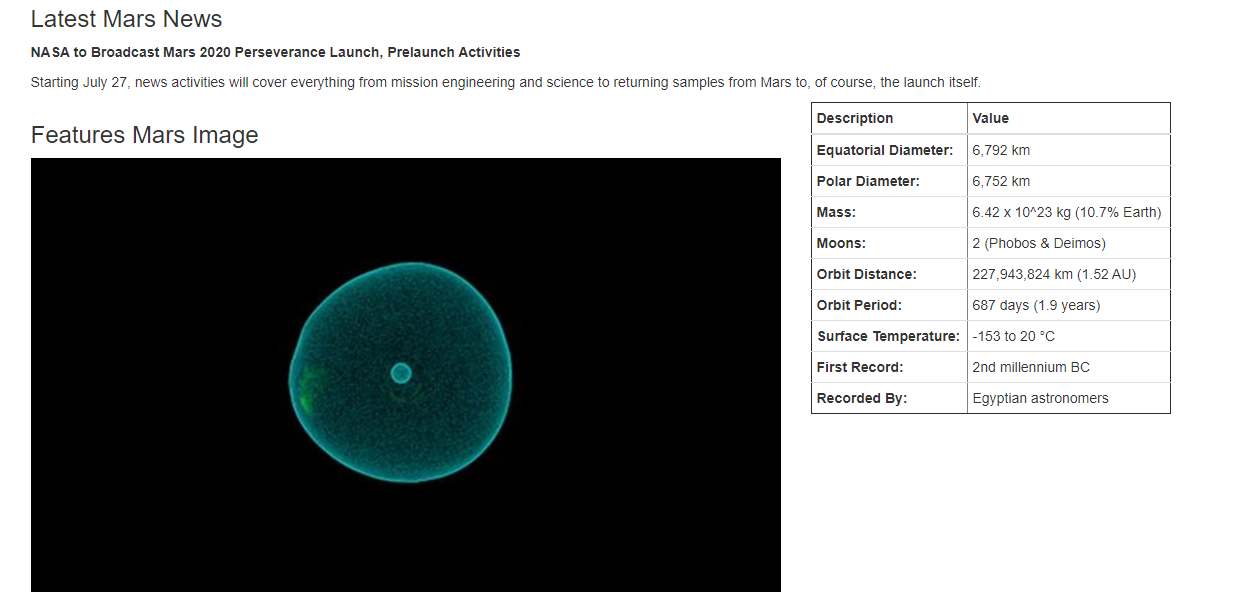 Latest Mars News
NASA to Broadcast Mars 2020 Perseverance Launch, Prelaunch Activities
Starting July 27, news activities will cover everything from mission engineering and science to returning samples from Mars to, of course, the launch itself.
Features Mars Image
Description Value
Equatorial Diameter: 6,792 km
Polar Diameter: 6,752 km
Mass: 6.42 x 10^23 kg (10.7% Earth)
Moons: 2 (Phobos & Deimos)
Orbit Distance: 227,943,824 km (1.52 AU)
Orbit Period: 687 days (1.9 years)
Surface Temperature: -153 to 20 °C
First Record: 2nd millennium BC
Recorded By: Egyptian astronomers